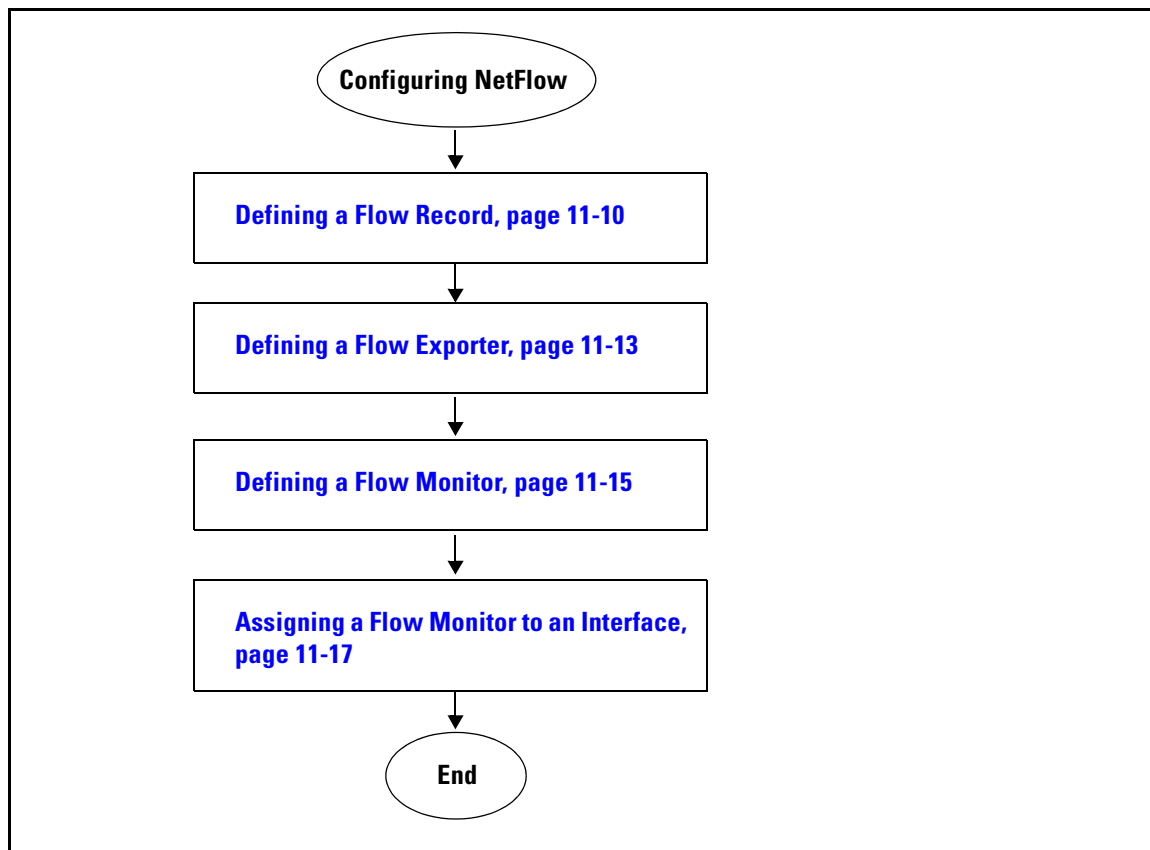 Configuring NetFlow
Defining a Flow Record, page 11-10
Defining a Flow Exporter, page 11-13
Defining a Flow Monitor, page 11-15
Assigning a Flow Monitor to an Interface,
page 11-17
End